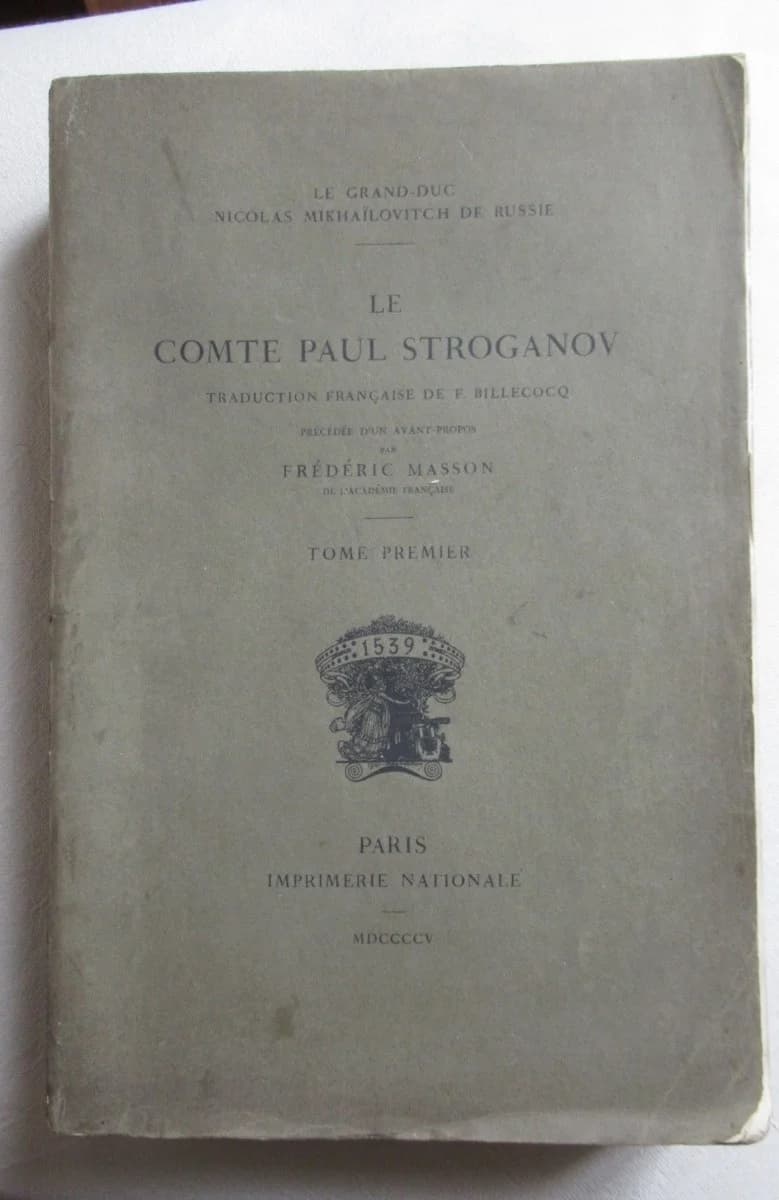 LE GRAND-DUC
NICOLAS MIKHAÏLOVITCH DE RUSSIE
LE
COMTE PAUL STROGANOV
TRADUCTION FRANÇAISE DE F. BILLECOCQ
PRÉCÉDÉE D'UN AVANT-PROPOS
PAR
FRÉDÉRIC MASSON
DE L'ACADÉMIE FRANÇAISE
TOME PREMIER
1539
PARIS
IMPRIMERIE NATIONALE
MDCCCCV